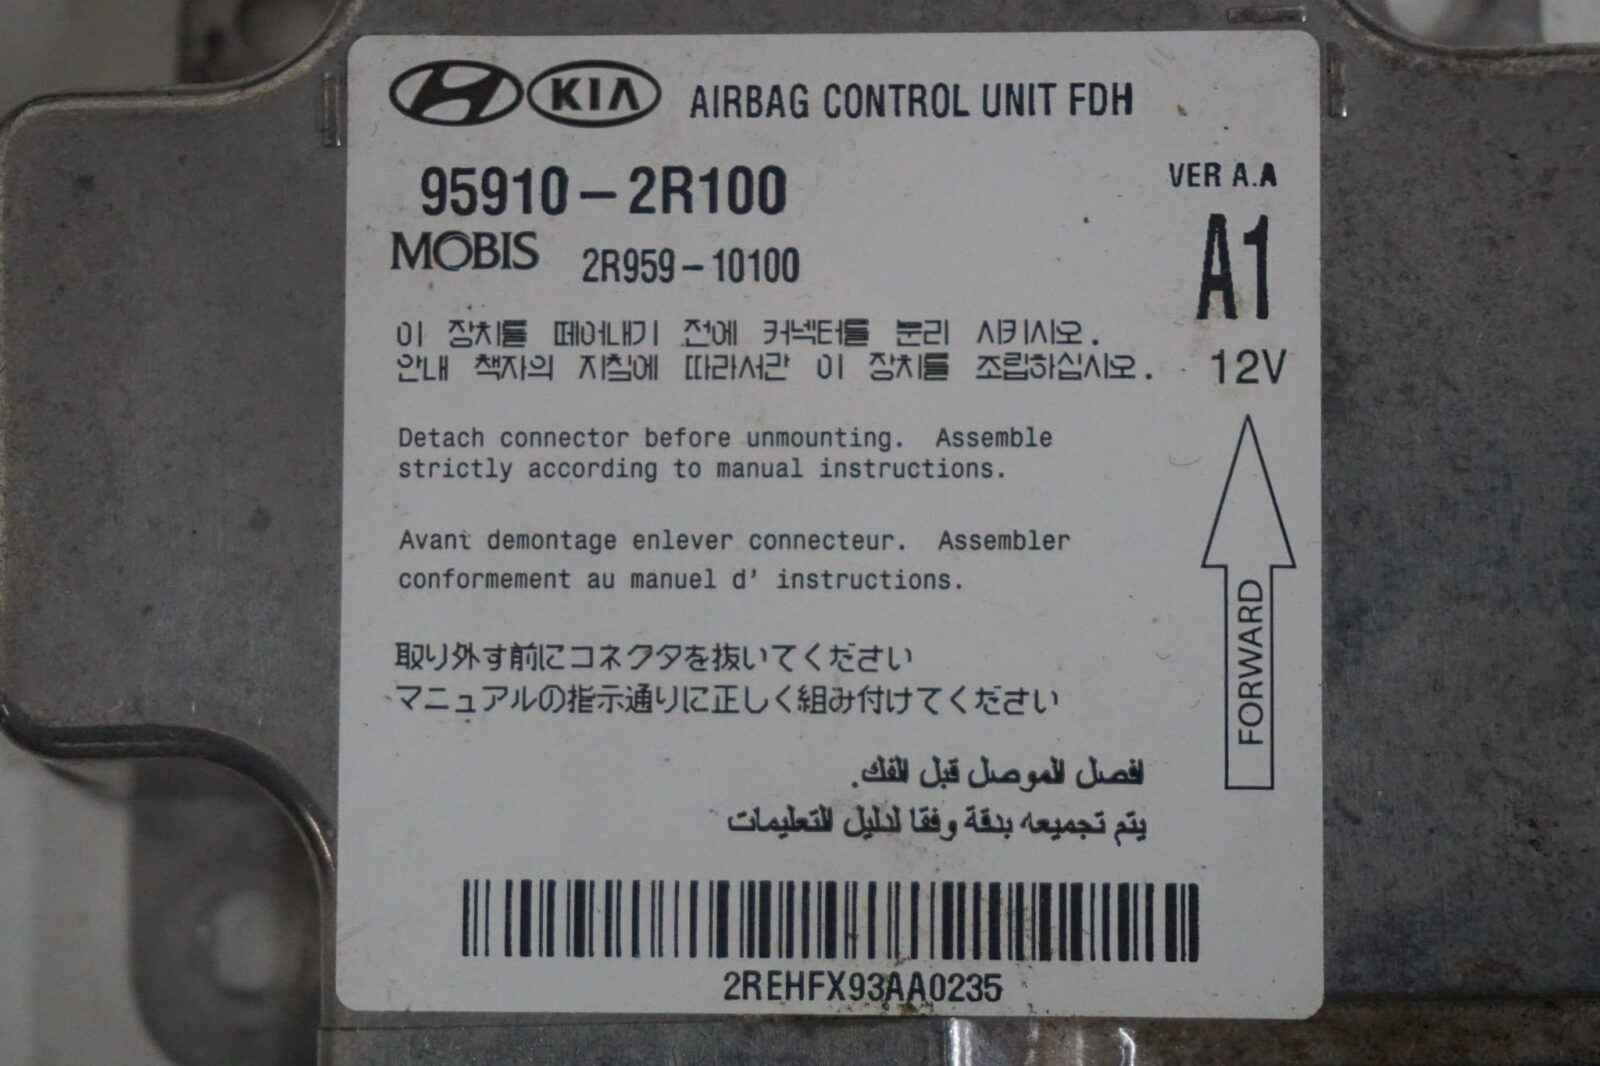 KIA AIRBAG CONTROL UNIT FDH
95910-2R100
VER A.A
MOBIS 2R959-10100
A1
이 장치를 떼어내기 전에 커넥터를 분리 시키시오.
안내 책자의 지침에 따라서만 이 장치를 조립하십시오.
12V
Detach connector before unmounting. Assemble
strictly according to manual instructions.
Avant demontage enlever connecteur. Assembler
conformement au manuel d' instructions.
FORWARD
取り外す前にコネクタを抜いてください
マニュアルの指示通りに正しく組み付けてください
افصل الموصل قبل الفك.
يتم تجميعه بدقة وفقا لدليل التعليمات
2REHFX93AA0235